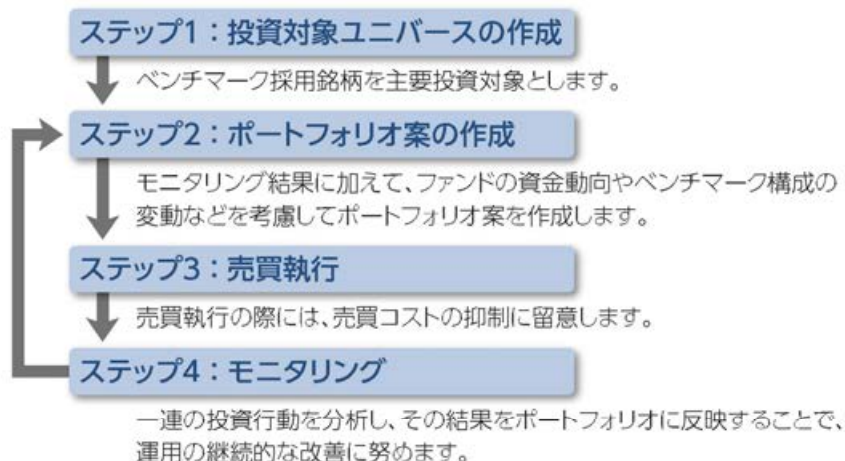 ステップ1：投資対象ユニバースの作成
ベンチマーク採用銘柄を主要投資対象とします。
ステップ2：ポートフォリオ案の作成
モニタリング結果に加えて、ファンドの資金動向やベンチマーク構成の
変動などを考慮してポートフォリオ案を作成します。
ステップ3：売買執行
売買執行の際には、売買コストの抑制に留意します。
ステップ4：モニタリング
一連の投資行動を分析し、その結果をポートフォリオに反映することで、
運用の継続的な改善に努めます。